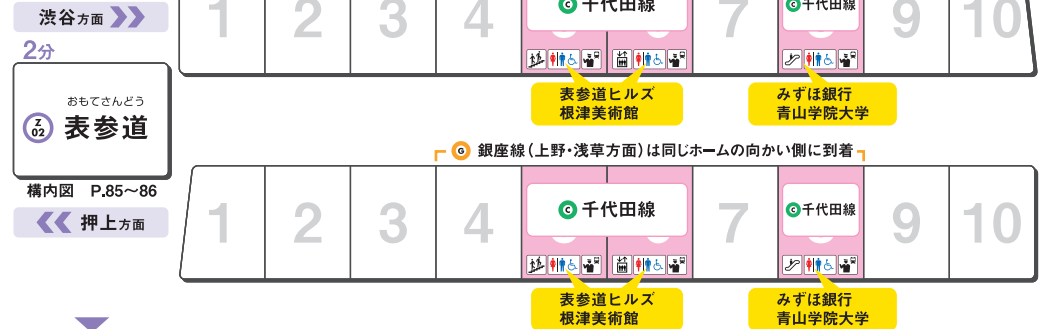 渋谷方面
1 2 3 4 C千代田線 7 C千代田線 9 10
2分
おもてさんどう
Z 02 表参道
表参道ヒルズ
根津美術館
みずほ銀行
青山学院大学
G 銀座線(上野・浅草方面)は同じホームの向かい側に到着
構内図 P.85〜86
押上方面
1 2 3 4 C千代田線 7 C千代田線 9 10
表参道ヒルズ
根津美術館
みずほ銀行
青山学院大学